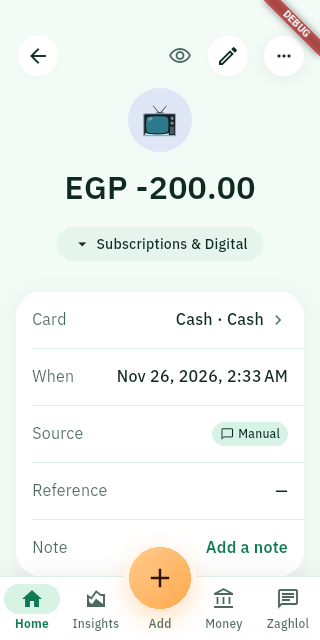 DEBUG
EGP -200.00
Subscriptions & Digital
Card Cash · Cash
When Nov 26, 2026, 2:33 AM
Source Manual
Reference –
Note Add a note
Home Insights Add Money Zaghlol